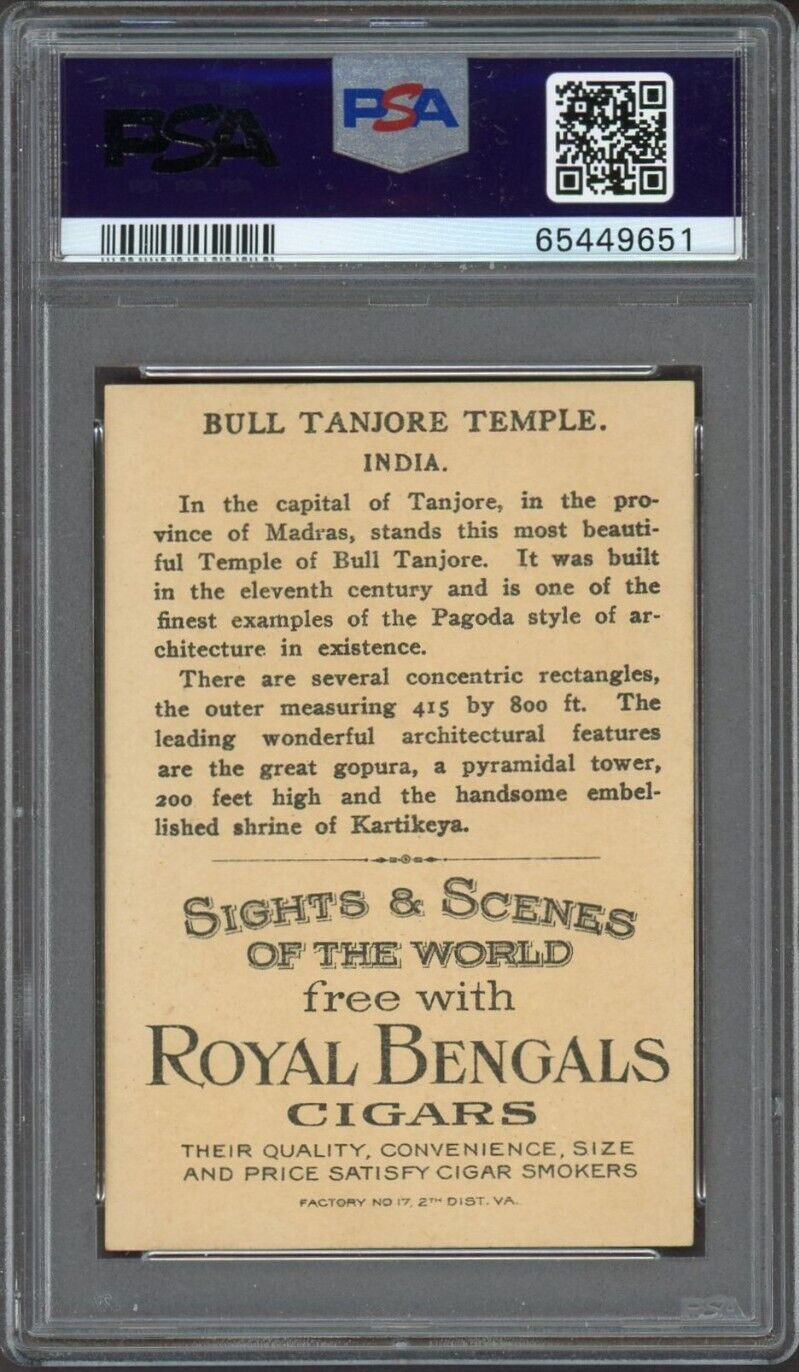 PSA
PSA
65449651
BULL TANJORE TEMPLE.
INDIA.
In the capital of Tanjore, in the pro-
vince of Madras, stands this most beauti-
ful Temple of Bull Tanjore. It was built
in the eleventh century and is one of the
finest examples of the Pagoda style of ar-
chitecture in existence.
There are several concentric rectangles,
the outer measuring 415 by 800 ft. The
leading wonderful architectural features
are the great gopura, a pyramidal tower,
200 feet high and the handsome embel-
lished shrine of Kartikeya.
SIGHTS & SCENES
OF THE WORLD
free with
ROYAL BENGALS
CIGARS
THEIR QUALITY, CONVENIENCE, SIZE
AND PRICE SATISFY CIGAR SMOKERS
FACTORY NO 17, 2TH DIST. VA.
PSA